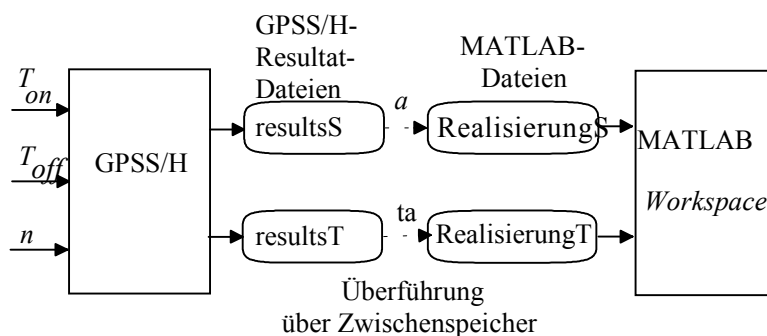 GPSS/H-
Resultat-
Dateien
MATLAB-
Dateien
T_on
T_off
n
GPSS/H
resultsS
a
RealisierungS
resultsT
ta
RealisierungT
MATLAB
Workspace
Überführung
über Zwischenspeicher